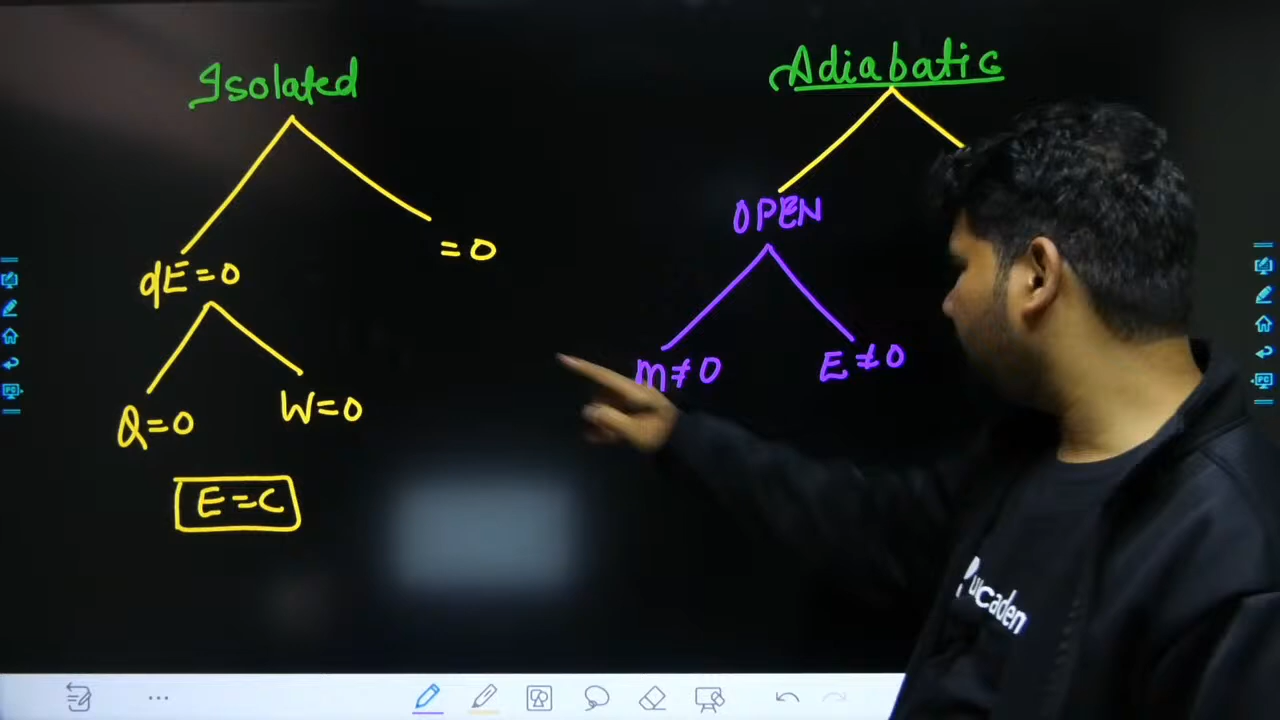 Isolated
Adiabatic
OPEN
= 0
dE = 0
m ≠ 0
E ≠ 0
Q = 0
W = 0
E = C